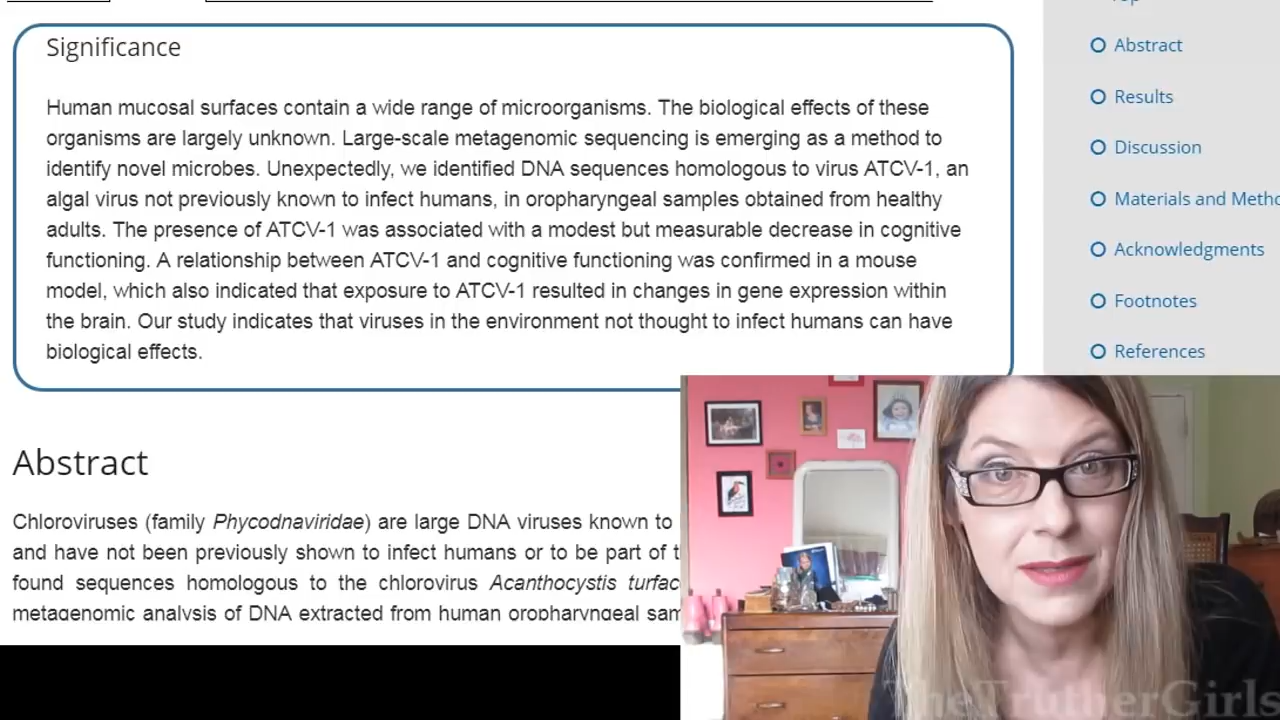 Significance
Human mucosal surfaces contain a wide range of microorganisms. The biological effects of these
organisms are largely unknown. Large-scale metagenomic sequencing is emerging as a method to
identify novel microbes. Unexpectedly, we identified DNA sequences homologous to virus ATCV-1, an
algal virus not previously known to infect humans, in oropharyngeal samples obtained from healthy
adults. The presence of ATCV-1 was associated with a modest but measurable decrease in cognitive
functioning. A relationship between ATCV-1 and cognitive functioning was confirmed in a mouse
model, which also indicated that exposure to ATCV-1 resulted in changes in gene expression within
the brain. Our study indicates that viruses in the environment not thought to infect humans can have
biological effects.
Abstract
Chloroviruses (family Phycodnaviridae) are large DNA viruses known to
and have not been previously shown to infect humans or to be part of
found sequences homologous to the chlorovirus Acanthocystis
metagenomic analysis of DNA extracted from human oropharyngeal
Abstract
Results
Discussion
Materials and
Acknowledgments
Footnotes
References
TheTrutherGirls